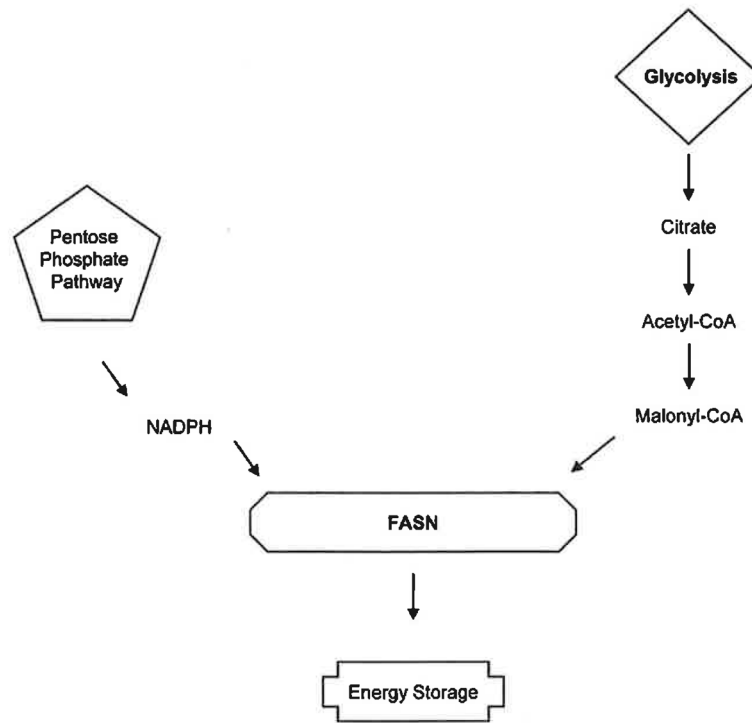 Glycolysis
Pentose
Phosphate
Pathway
Citrate
Acetyl-CoA
Malonyl-CoA
NADPH
FASN
Energy Storage